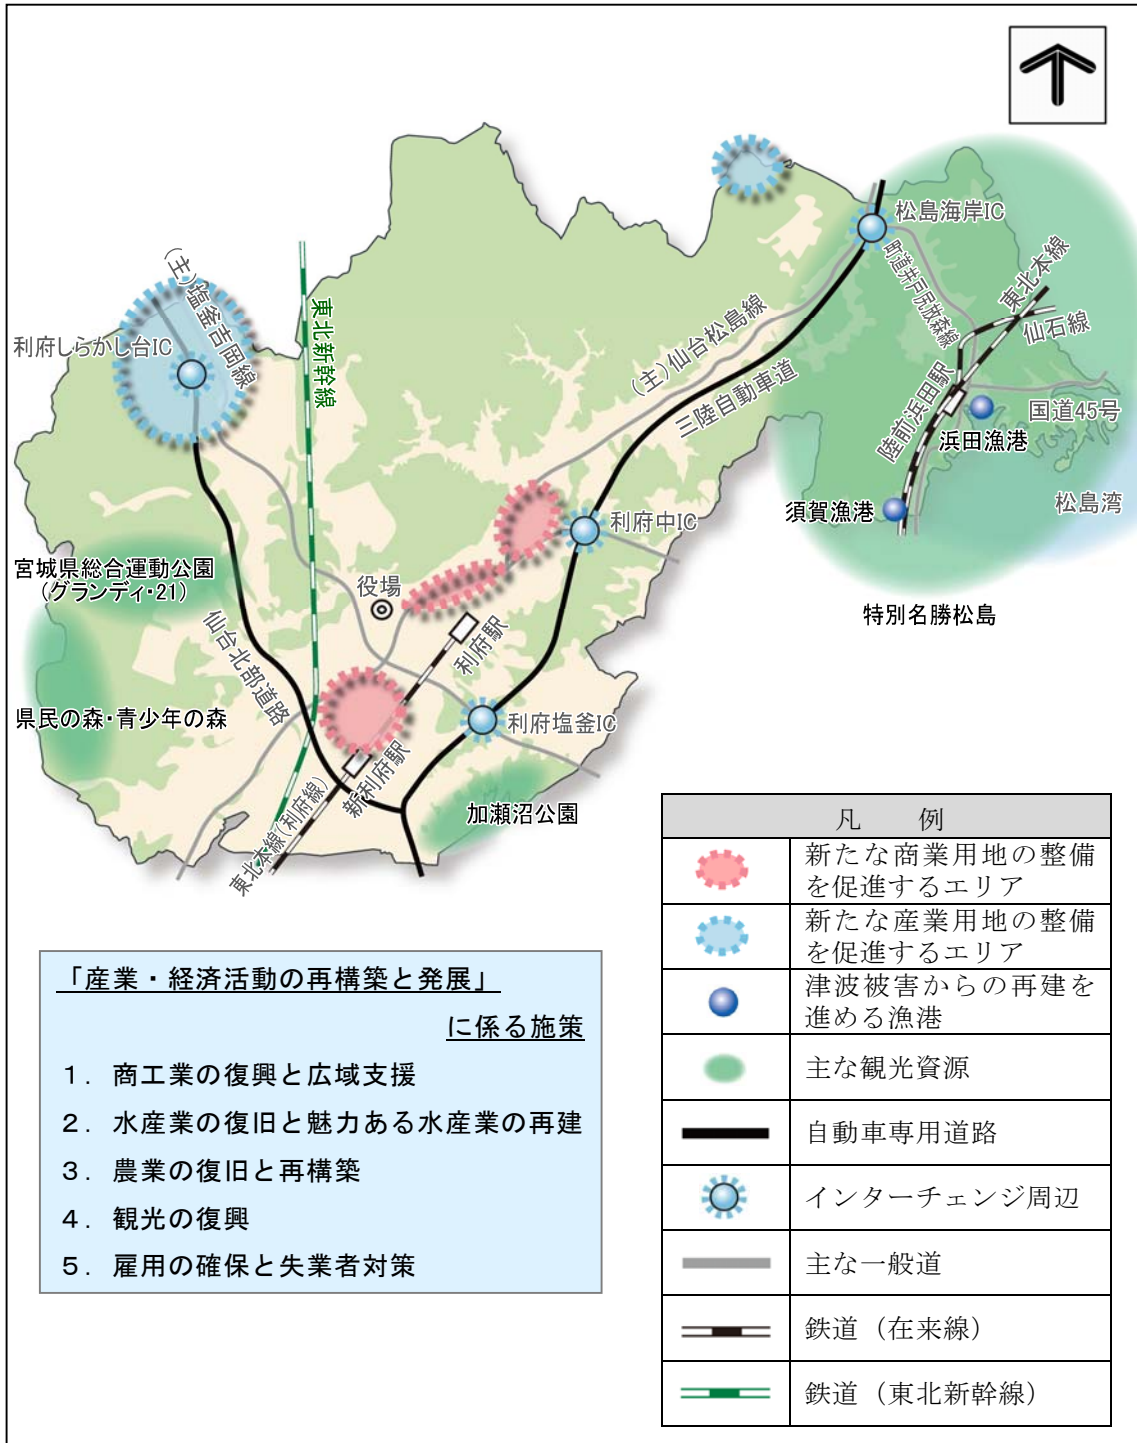 松島海岸IC
(主)塩釜吉岡線
利府しらかし台IC
東北新幹線
町道井戸尻放森線
東北本線
仙石線
(主)仙台松島線
三陸自動車道
陸前浜田駅
国道45号
浜田漁港
須賀漁港
松島湾
利府中IC
宮城県総合運動公園
(グランディ・21)
役場
特別名勝松島
利府駅
仙台北部道路
県民の森・青少年の森
利府塩釜IC
新利府駅
東北本線(利府線)
加瀬沼公園
凡 例
新たな商業用地の整備
を促進するエリア
新たな産業用地の整備
を促進するエリア
津波被害からの再建を
進める漁港
主な観光資源
自動車専用道路
インターチェンジ周辺
主な一般道
鉄道（在来線）
鉄道（東北新幹線）
「産業・経済活動の再構築と発展」
に係る施策
１．商工業の復興と広域支援
２．水産業の復旧と魅力ある水産業の再建
３．農業の復旧と再構築
４．観光の復興
５．雇用の確保と失業者対策